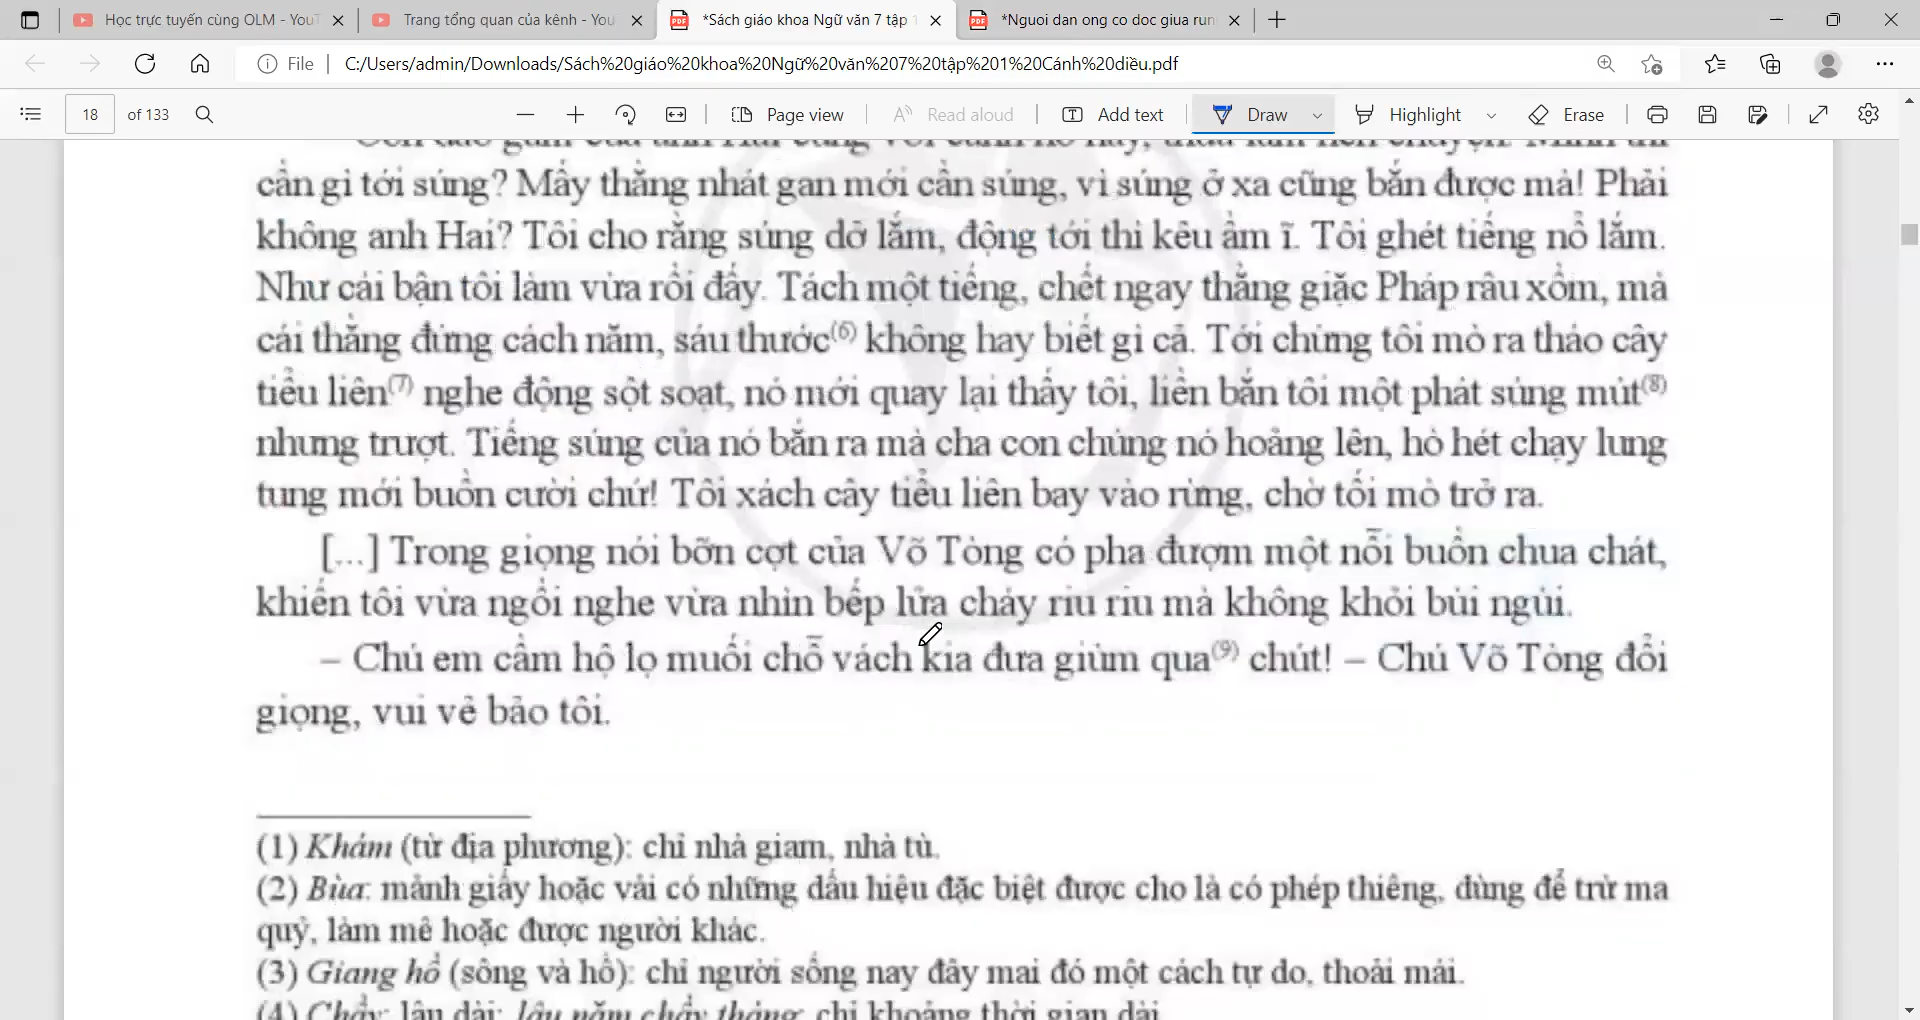 Học trực tuyến cùng OLM - YouT
Trang tổng quan của kênh - You
*Sách giáo khoa Ngữ văn 7 tập 1
*Nguoi dan ong co doc giua run
File
C:/Users/admin/Downloads/Sách%20giáo%20khoa%20Ngữ%20văn%207%20tập%201%20Cánh%20diều.pdf
18 of 133
Page view
Read aloud
Add text
Draw
Highlight
Erase
cần gì tới súng? Mấy thằng nhát gan mới cần súng, vì súng ở xa cũng bắn được mà! Phải
không anh Hai? Tôi cho rằng súng dở lắm, động tới thì kêu ầm ĩ. Tôi ghét tiếng nổ lắm.
Như cái bận tôi làm vừa rồi đấy. Tách một tiếng, chết ngay thằng giặc Pháp râu xồm, mà
cái thằng đứng cách năm, sáu thước(6) không hay biết gì cả. Tới chừng tôi mò ra tháo cây
tiểu liên(7) nghe động sột soạt, nó mới quay lại thấy tôi, liền bắn tôi một phát súng mút(8)
nhưng trượt. Tiếng súng của nó bắn ra mà cha con chúng nó hoảng lên, hò hét chạy lung
tung mới buồn cười chứ! Tôi xách cây tiểu liên bay vào rừng, chờ tối mò trở ra.
[...] Trong giọng nói bỡn cợt của Võ Tòng có pha đượm một nỗi buồn chua chát,
khiến tôi vừa ngồi nghe vừa nhìn bếp lửa cháy riu riu mà không khỏi bùi ngùi.
– Chú em cầm hộ lọ muối chỗ vách kia đưa giùm qua(9) chút! – Chú Võ Tòng đổi
giọng, vui vẻ bảo tôi.
(1) Khám (từ địa phương): chỉ nhà giam, nhà tù.
(2) Bùa: mảnh giấy hoặc vải có những dấu hiệu đặc biệt được cho là có phép thiêng, dùng để trừ ma
quỷ, làm mê hoặc được người khác.
(3) Giang hồ (sông và hồ): chỉ người sống nay đây mai đó một cách tự do, thoải mái.
(4) Chầy: lâu dài; lâu năm chầy tháng: chỉ khoảng thời gian dài